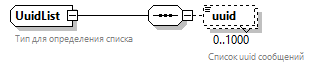 UuidList
Тип для определения списка
uuid
0..1000
Список uuid сообщений